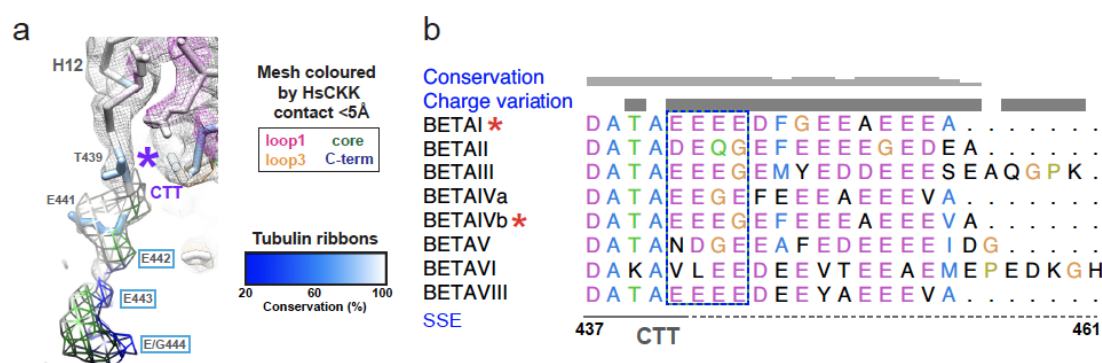 a
H12
T439
*
CTT
E441
E442
E443
E/G444
Mesh coloured
by HsCKK
contact <5Å
loop1 core
loop3 C-term
Tubulin ribbons
20 60 100
Conservation (%)
b
Conservation
Charge variation
BETAI * D A T A E E E E D F G E E A E E E A . . . . . . .
BETAII D A T A D E Q G E F E E E E G E D E A . . . . . .
BETAIII D A T A E E E G E M Y E D D E E E S E A Q G P K .
BETAIVa D A T A E E G E F E E E A E E E V A . . . . . . .
BETAIVb * D A T A E E E G E F E E E A E E E V A . . . . . .
BETAV D A T A N D G E E A F E D E E E E I D G . . . . .
BETAVI D A K A V L E E D E E V T E E A E M E P E D K G H
BETAVIII D A T A E E E E D E E Y A E E E V A . . . . . . .
SSE
437 CTT 461